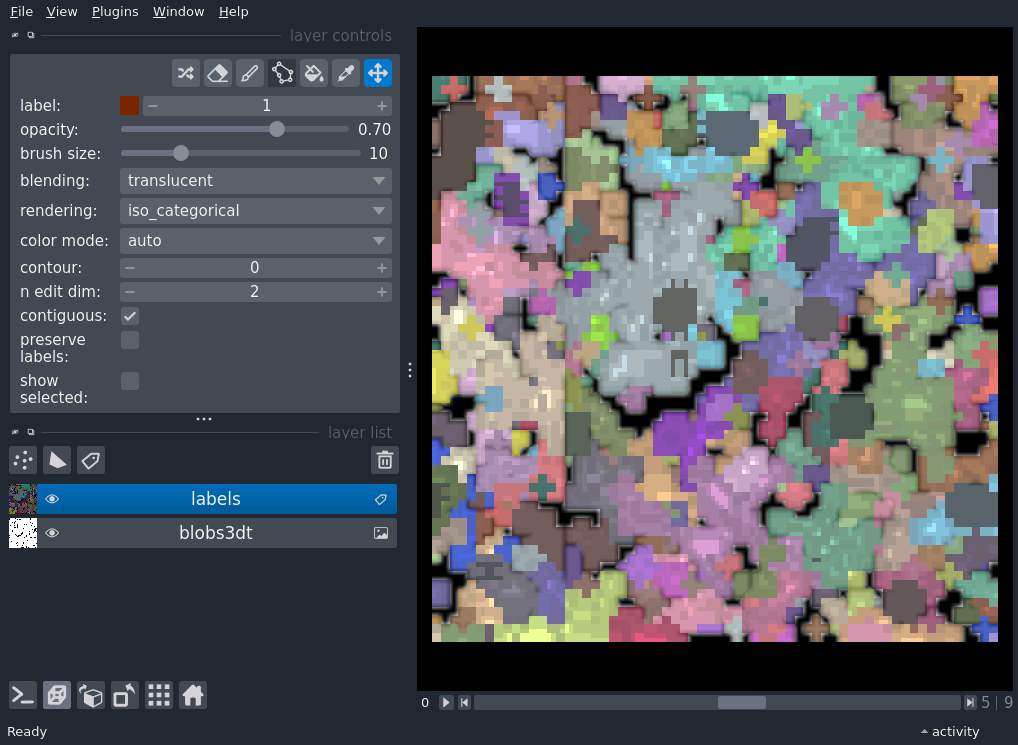 File View Plugins Window Help
layer controls
label: 1
opacity: 0.70
brush size: 10
blending: translucent
rendering: iso_categorical
color mode: auto
contour: 0
n edit dim: 2
contiguous:
preserve
labels:
show
selected:
layer list
labels
blobs3dt
0 5 | 9
Ready activity